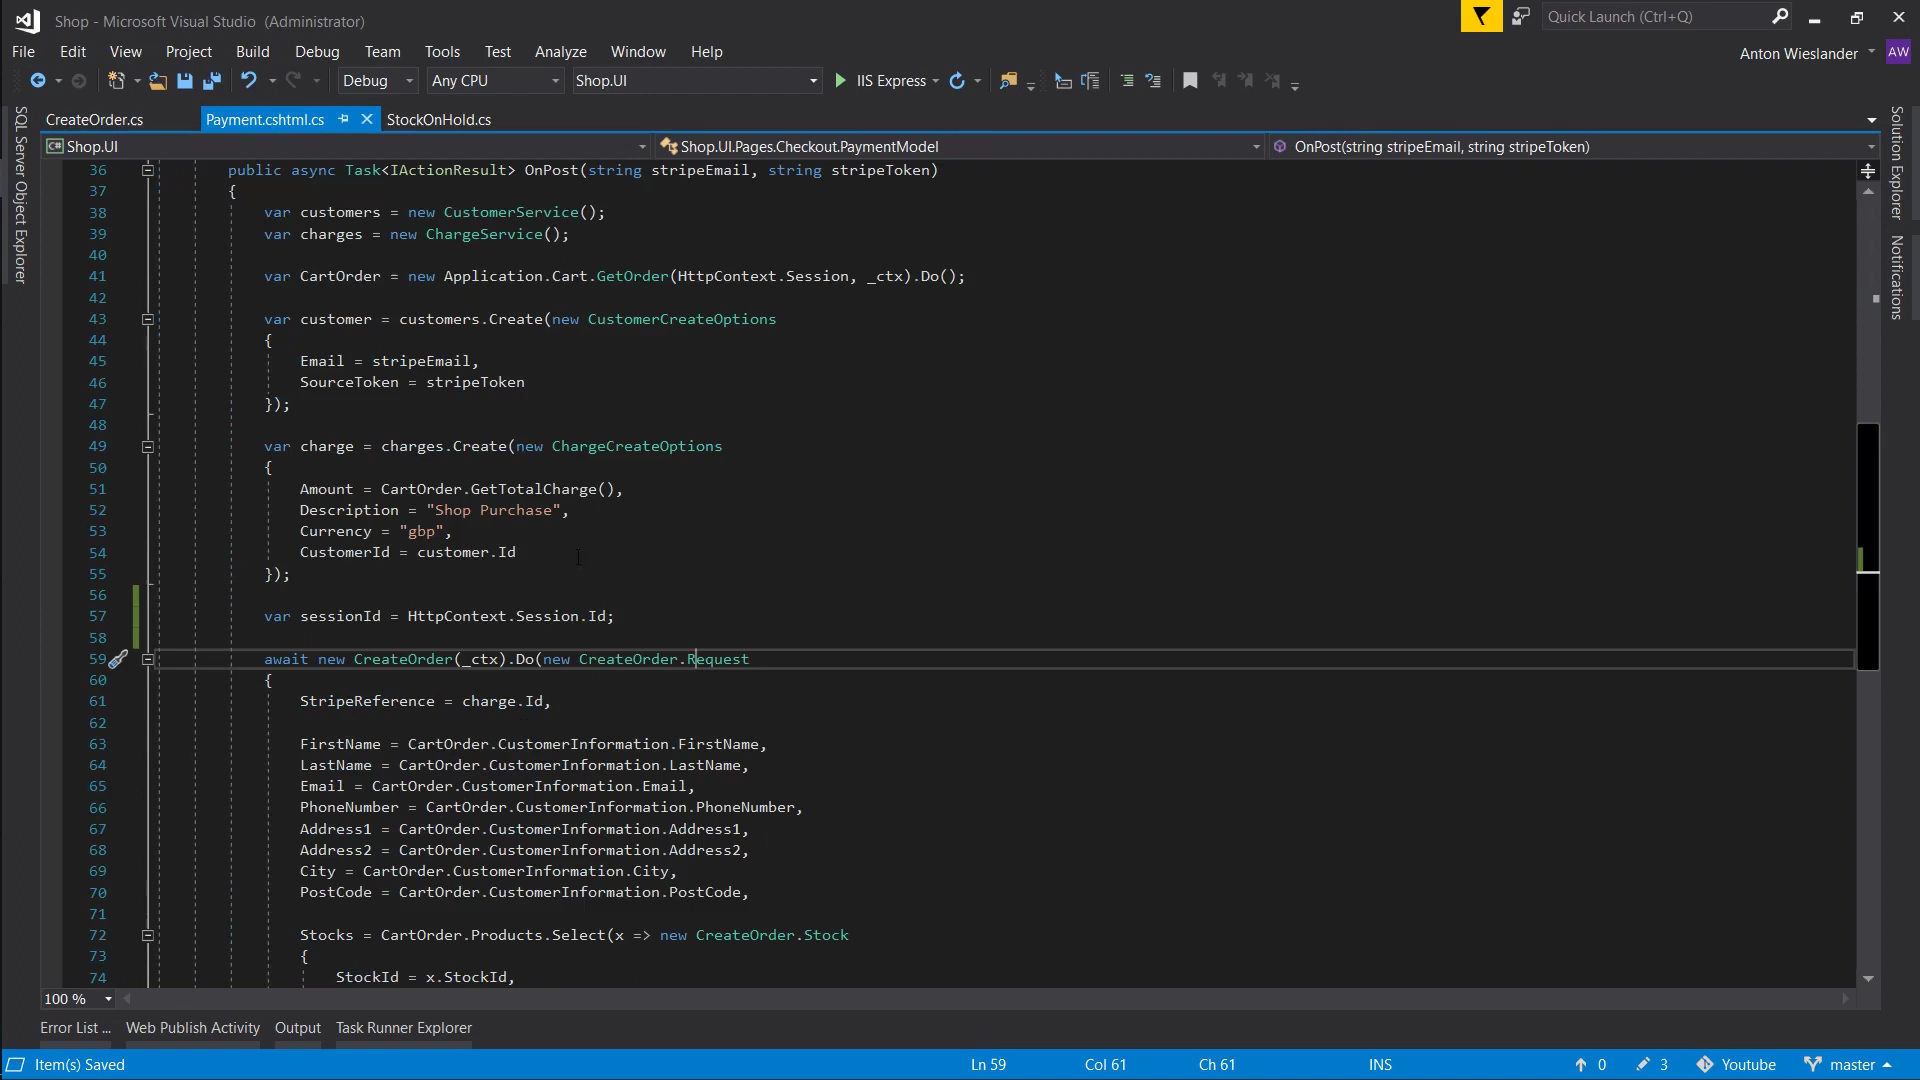 Shop - Microsoft Visual Studio (Administrator)
Quick Launch (Ctrl+Q)
File Edit View Project Build Debug Team Tools Test Analyze Window Help
Anton Wieslander AW
Debug Any CPU Shop.UI IIS Express
CreateOrder.cs Payment.cshtml.cs StockOnHold.cs
C# Shop.UI Shop.UI.Pages.Checkout.PaymentModel OnPost(string stripeEmail, string stripeToken)
SQL Server Object Explorer
Solution Explorer
Notifications
36 public async Task<IActionResult> OnPost(string stripeEmail, string stripeToken)
37 {
38 var customers = new CustomerService();
39 var charges = new ChargeService();
40
41 var CartOrder = new Application.Cart.GetOrder(HttpContext.Session, _ctx).Do();
42
43 var customer = customers.Create(new CustomerCreateOptions
44 {
45 Email = stripeEmail,
46 SourceToken = stripeToken
47 });
48
49 var charge = charges.Create(new ChargeCreateOptions
50 {
51 Amount = CartOrder.GetTotalCharge(),
52 Description = "Shop Purchase",
53 Currency = "gbp",
54 CustomerId = customer.Id
55 });
56
57 var sessionId = HttpContext.Session.Id;
58
59 await new CreateOrder(_ctx).Do(new CreateOrder.Request
60 {
61 StripeReference = charge.Id,
62
63 FirstName = CartOrder.CustomerInformation.FirstName,
64 LastName = CartOrder.CustomerInformation.LastName,
65 Email = CartOrder.CustomerInformation.Email,
66 PhoneNumber = CartOrder.CustomerInformation.PhoneNumber,
67 Address1 = CartOrder.CustomerInformation.Address1,
68 Address2 = CartOrder.CustomerInformation.Address2,
69 City = CartOrder.CustomerInformation.City,
70 PostCode = CartOrder.CustomerInformation.PostCode,
71
72 Stocks = CartOrder.Products.Select(x => new CreateOrder.Stock
73 {
74 StockId = x.StockId,
100 %
Error List ... Web Publish Activity Output Task Runner Explorer
Item(s) Saved Ln 59 Col 61 Ch 61 INS 0 3 Youtube master